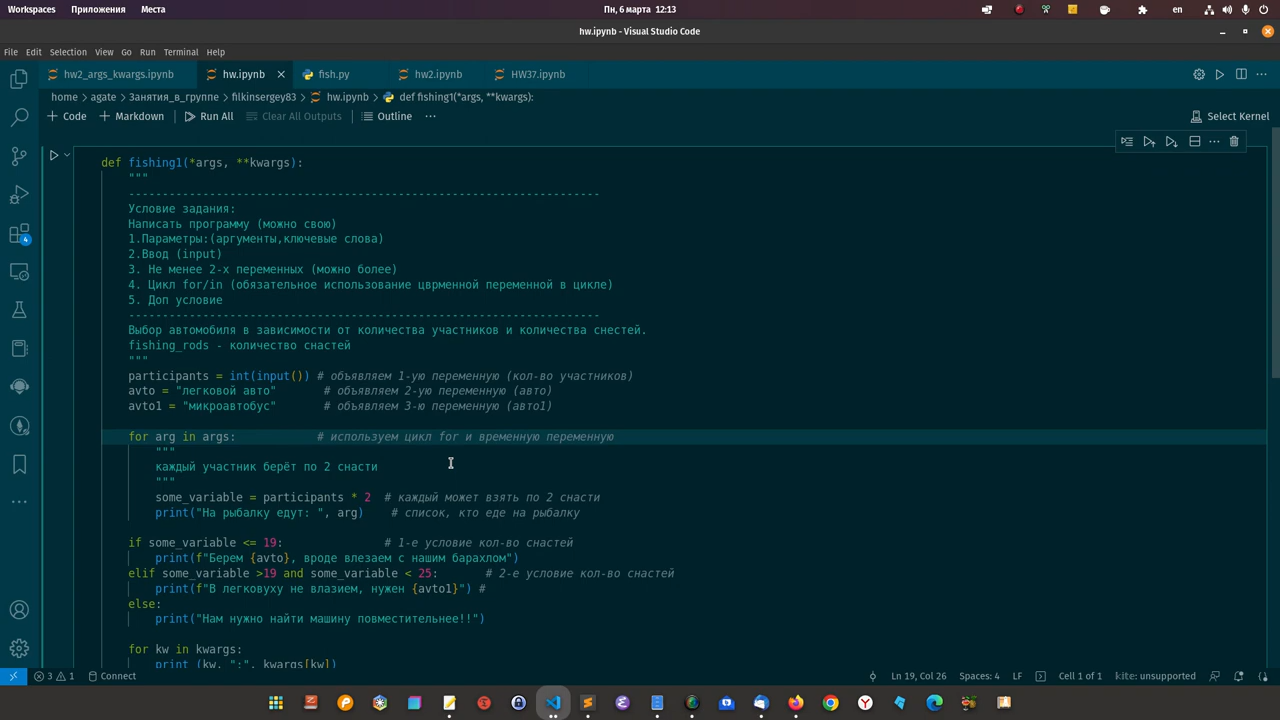 Workspaces Приложения Места Пн, 6 марта 12:13 en
hw.ipynb - Visual Studio Code
File Edit Selection View Go Run Terminal Help
hw2_args_kwargs.ipynb hw.ipynb fish.py hw2.ipynb HW37.ipynb
home > agate > Занятия_в_группе > filkinsergey83 > hw.ipynb > def fishing1(*args, **kwargs):
+ Code + Markdown Run All Clear All Outputs Outline ... Select Kernel
def fishing1(*args, **kwargs):
"""
----------------------------------------------------------------------
Условие задания:
Написать программу (можно свою)
1.Параметры:(аргументы,ключевые слова)
2.Ввод (input)
3. Не менее 2-х переменных (можно более)
4. Цикл for/in (обязательное использование цврменной переменной в цикле)
5. Доп условие
----------------------------------------------------------------------
Выбор автомобиля в зависимости от количества участников и количества снестей.
fishing_rods - количество снастей
"""
participants = int(input()) # объявляем 1-ую переменную (кол-во участников)
avto = "легковой авто" # объявляем 2-ую переменную (авто)
avto1 = "микроавтобус" # объявляем 3-ю переменную (авто1)
for arg in args: # используем цикл for и временную переменную
"""
каждый участник берёт по 2 снасти
"""
some_variable = participants * 2 # каждый может взять по 2 снасти
print("На рыбалку едут: ", arg) # список, кто еде на рыбалку
if some_variable <= 19: # 1-е условие кол-во снастей
print(f"Берем {avto}, вроде влезаем с нашим барахлом")
elif some_variable >19 and some_variable < 25: # 2-е условие кол-во снастей
print(f"В легковуху не влазием, нужен {avto1}") #
else:
print("Нам нужно найти машину повместительнее!!")
for kw in kwargs:
print (kw, ":", kwargs[kw])
4
3 1 Connect Ln 19, Col 26 Spaces: 4 LF Cell 1 of 1 kite: unsupported